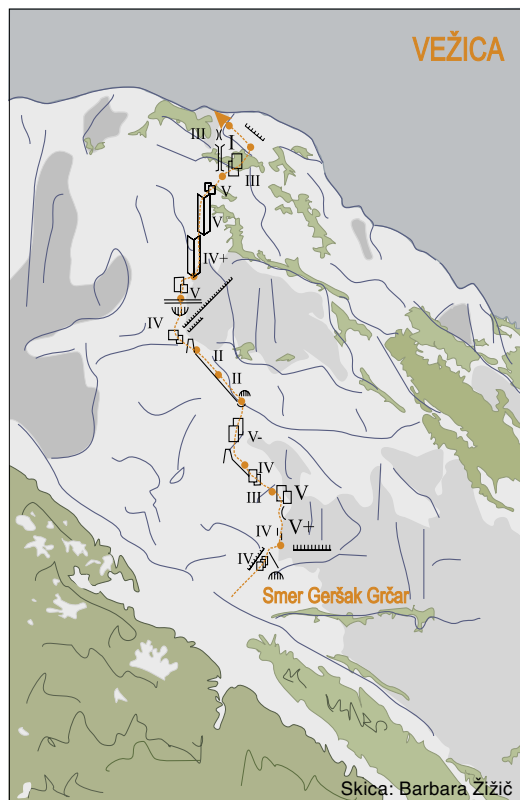 VEŽICA
III
I
III
V
V
IV+
V
IV
II
II
V-
IV
III
V
V+
IV
IV
Smer Geršak Grčar
Skica: Barbara Žižič